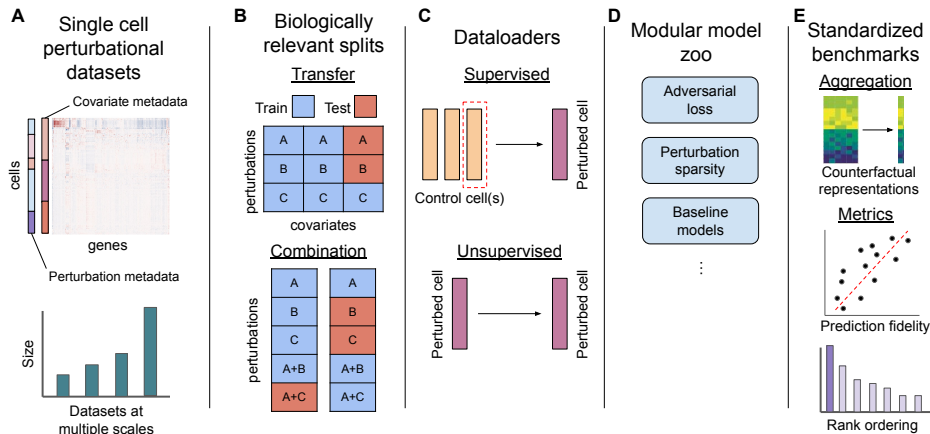 A
Single cell
perturbational
datasets
Covariate metadata
cells
genes
Perturbation metadata
Size
Datasets at
multiple scales
B
Biologically
relevant splits
Transfer
Train
Test
perturbations
A A A
B B B
C C C
covariates
Combination
perturbations
A A
B B
C C
A+B A+B
A+C A+C
C
Dataloaders
Supervised
Control cell(s)
Perturbed cell
Unsupervised
Perturbed cell
Perturbed cell
D
Modular model
zoo
Adversarial
loss
Perturbation
sparsity
Baseline
models
...
E
Standardized
benchmarks
Aggregation
Counterfactual
representations
Metrics
Prediction fidelity
Rank ordering